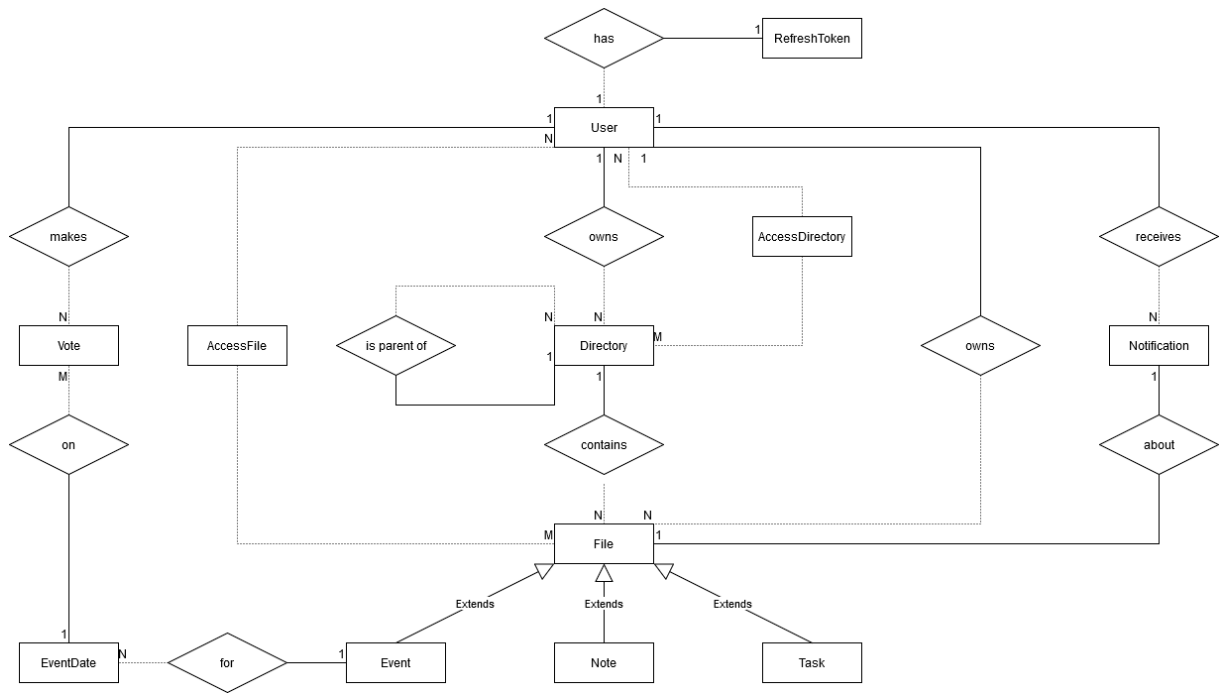 has
1
RefreshToken
1
1
User
1
N
1
N
1
makes
owns
AccessDirectory
receives
N
N
N
N
Vote
AccessFile
is parent of
Directory
M
owns
Notification
M
1
1
1
on
contains
about
N
N
M
File
1
Extends
Extends
Extends
1
EventDate
N
for
1
Event
Note
Task